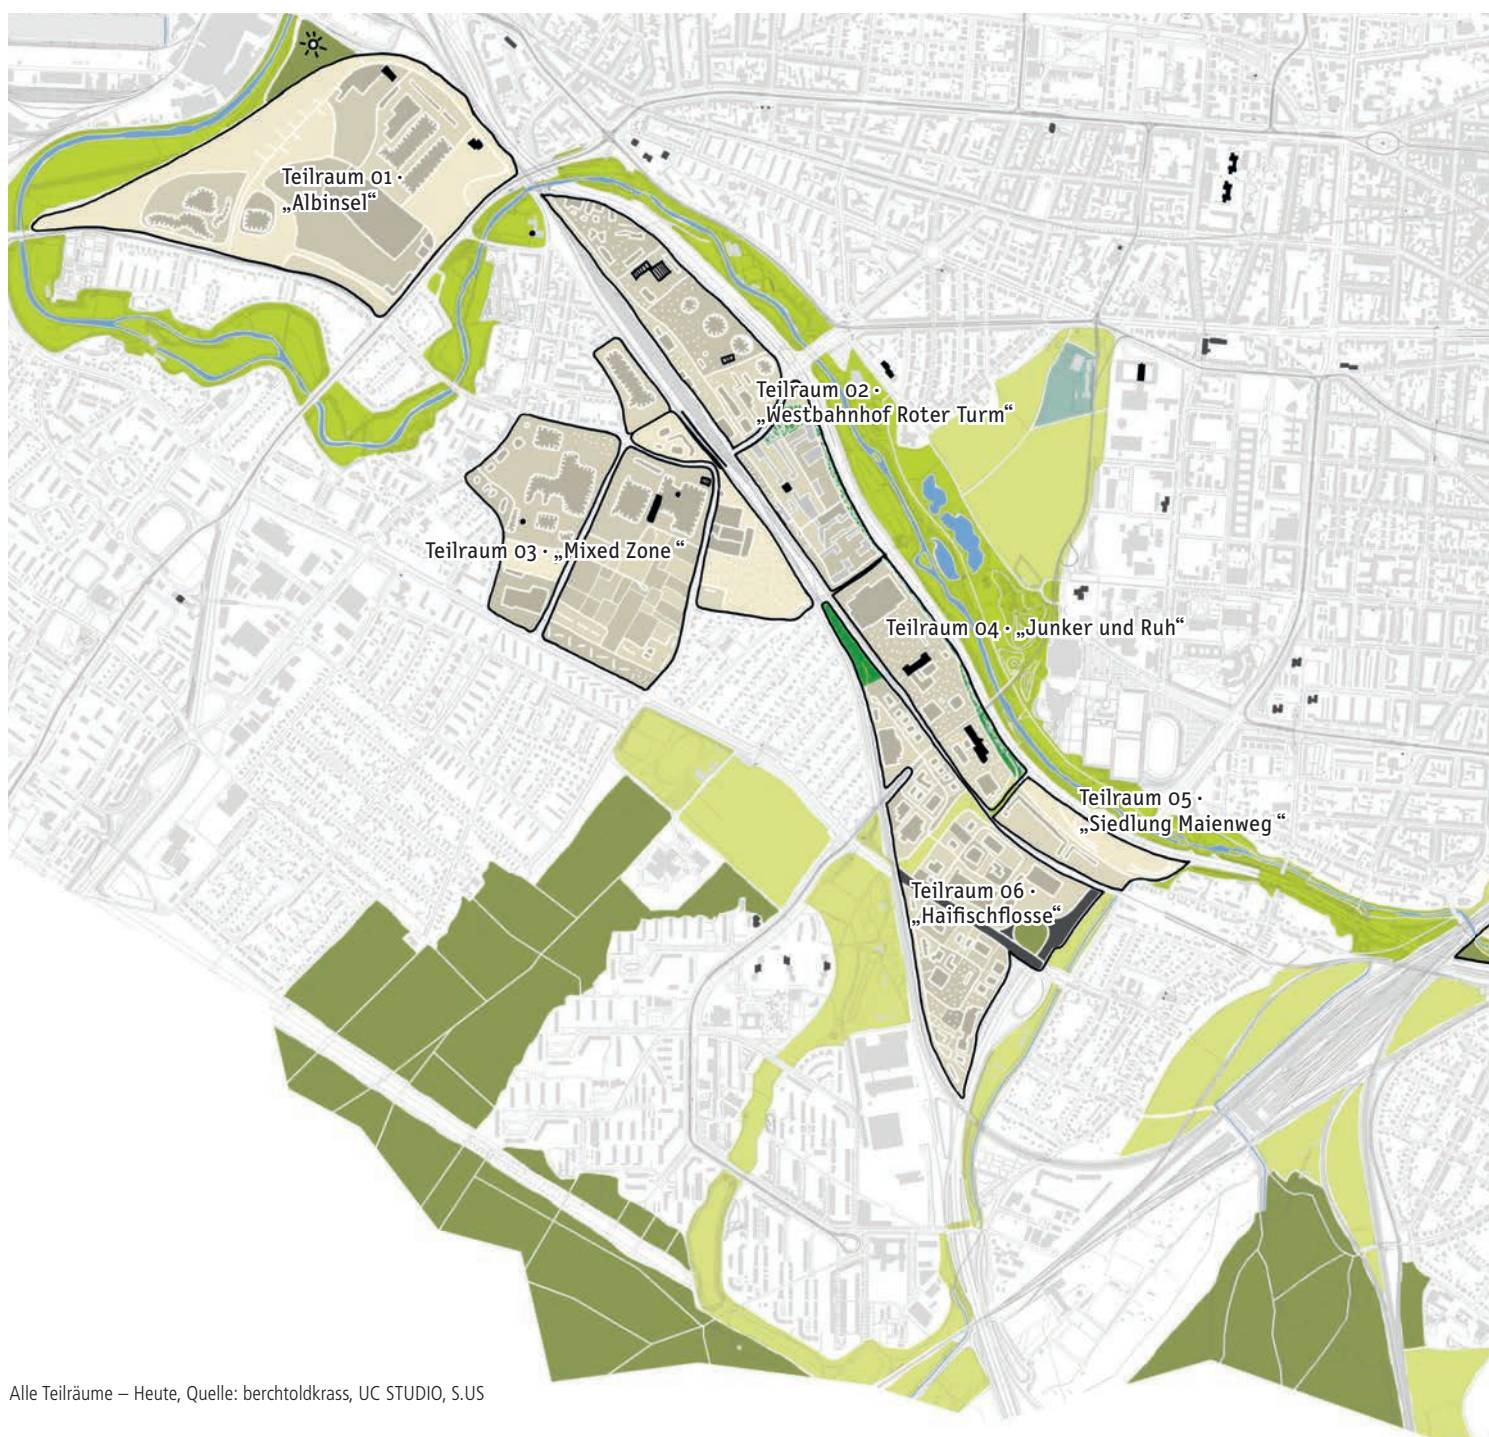 Teilraum 01 ·
„Albinsel“
Teilraum 02 ·
„Westbahnhof Roter Turm“
Teilraum 03 · „Mixed Zone “
Teilraum 04 · „Junker und Ruh“
Teilraum 05 ·
„Siedlung Maienweg “
Teilraum 06 ·
„Haifischflosse“
Alle Teilräume – Heute, Quelle: berchtoldkrass, UC STUDIO, S.US